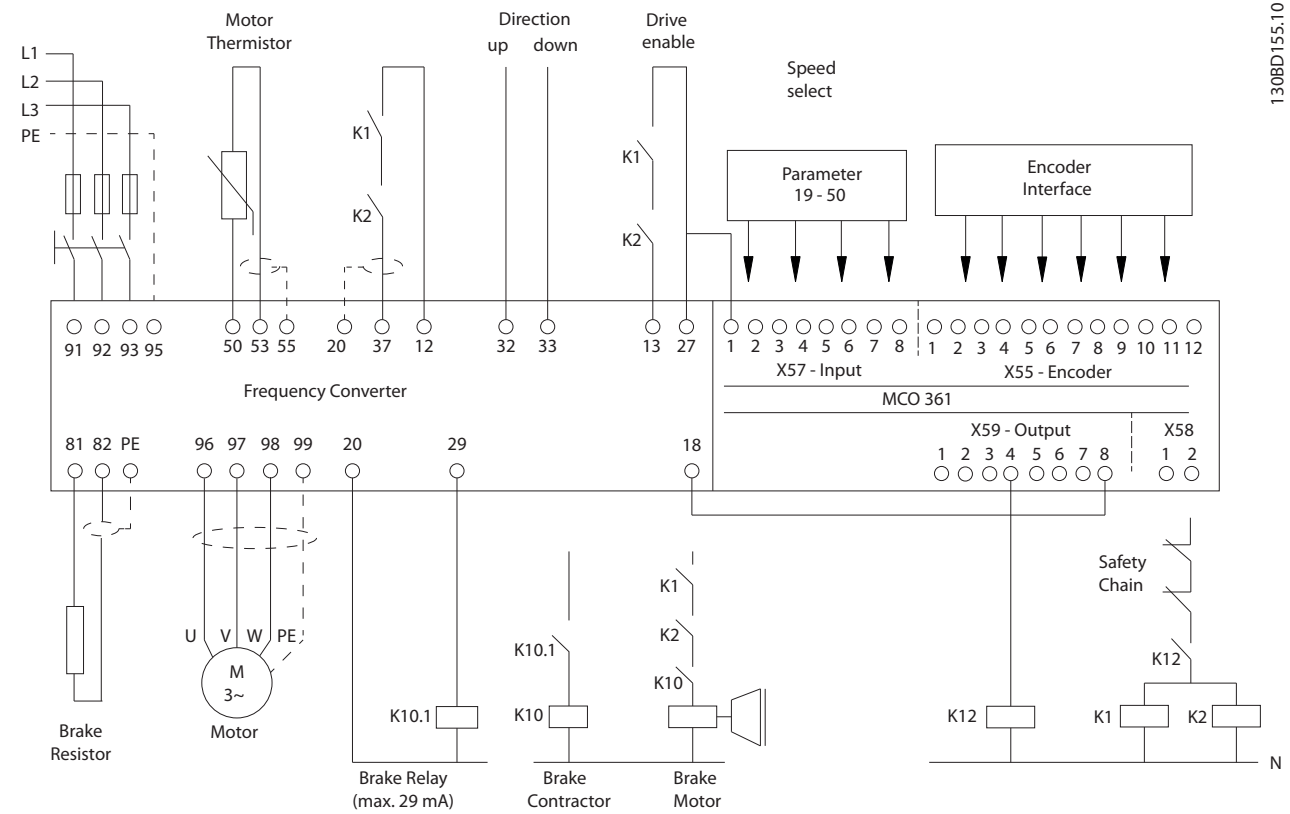 130BD155.10
Motor
Thermistor
Direction
up down
Drive
enable
Speed
select
L1
L2
L3
PE
K1
K2
K1
K2
Parameter
19 - 50
Encoder
Interface
91 92 93 95 50 53 55 20 37 12 32 33 13 27 1 2 3 4 5 6 7 8 1 2 3 4 5 6 7 8 9 10 11 12
X57 - Input X55 - Encoder
Frequency Converter
MCO 361
X59 - Output X58
81 82 PE 96 97 98 99 20 29 18 1 2 3 4 5 6 7 8 1 2
Safety
Chain
K1
K2
K10
K10.1
K12
U V W PE
M
3~
Motor
Brake
Resistor
K10.1
K10
K12
K1
K2
N
Brake Relay
(max. 29 mA)
Brake
Contractor
Brake
Motor